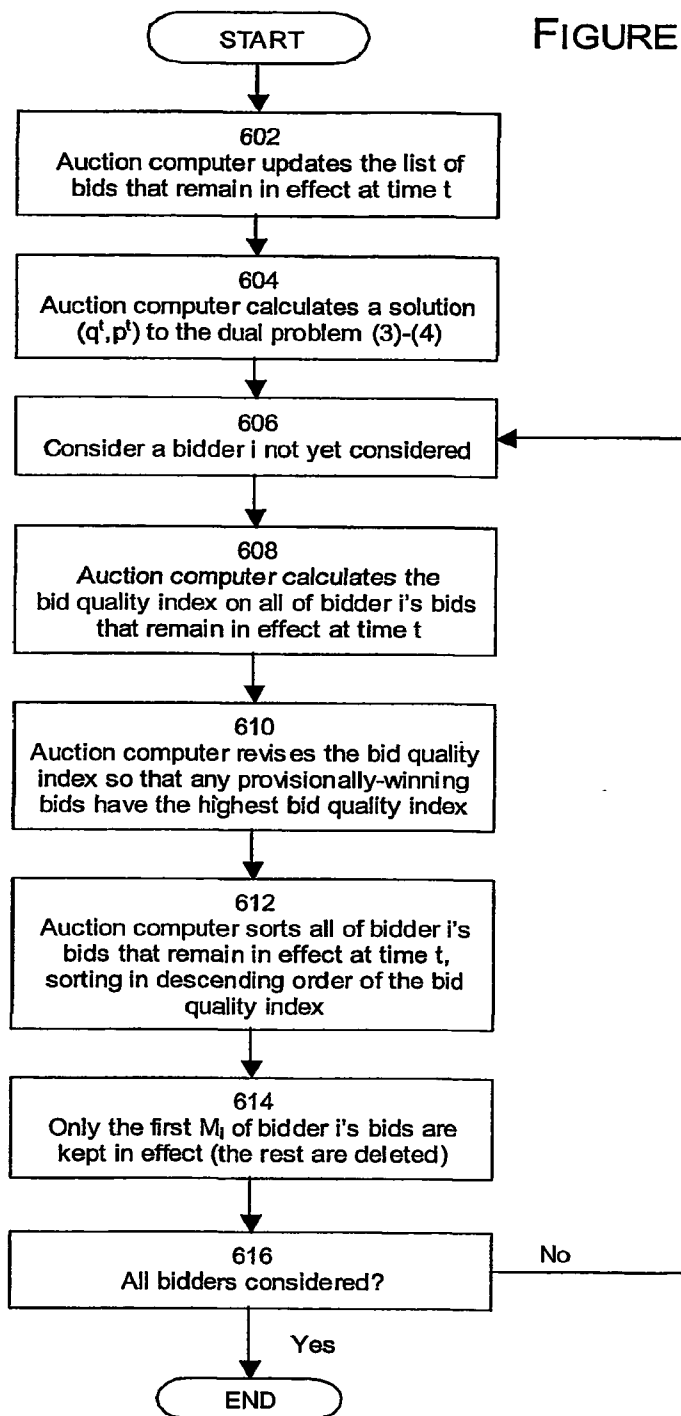 START
FIGURE
602
Auction computer updates the list of
bids that remain in effect at time t
604
Auction computer calculates a solution
(qᵗ,pᵗ) to the dual problem (3)-(4)
606
Consider a bidder i not yet considered
608
Auction computer calculates the
bid quality index on all of bidder i's bids
that remain in effect at time t
610
Auction computer revises the bid quality
index so that any provisionally-winning
bids have the highest bid quality index
612
Auction computer sorts all of bidder i's
bids that remain in effect at time t,
sorting in descending order of the bid
quality index
614
Only the first Mᵢ of bidder i's bids are
kept in effect (the rest are deleted)
616
All bidders considered?
No
Yes
END